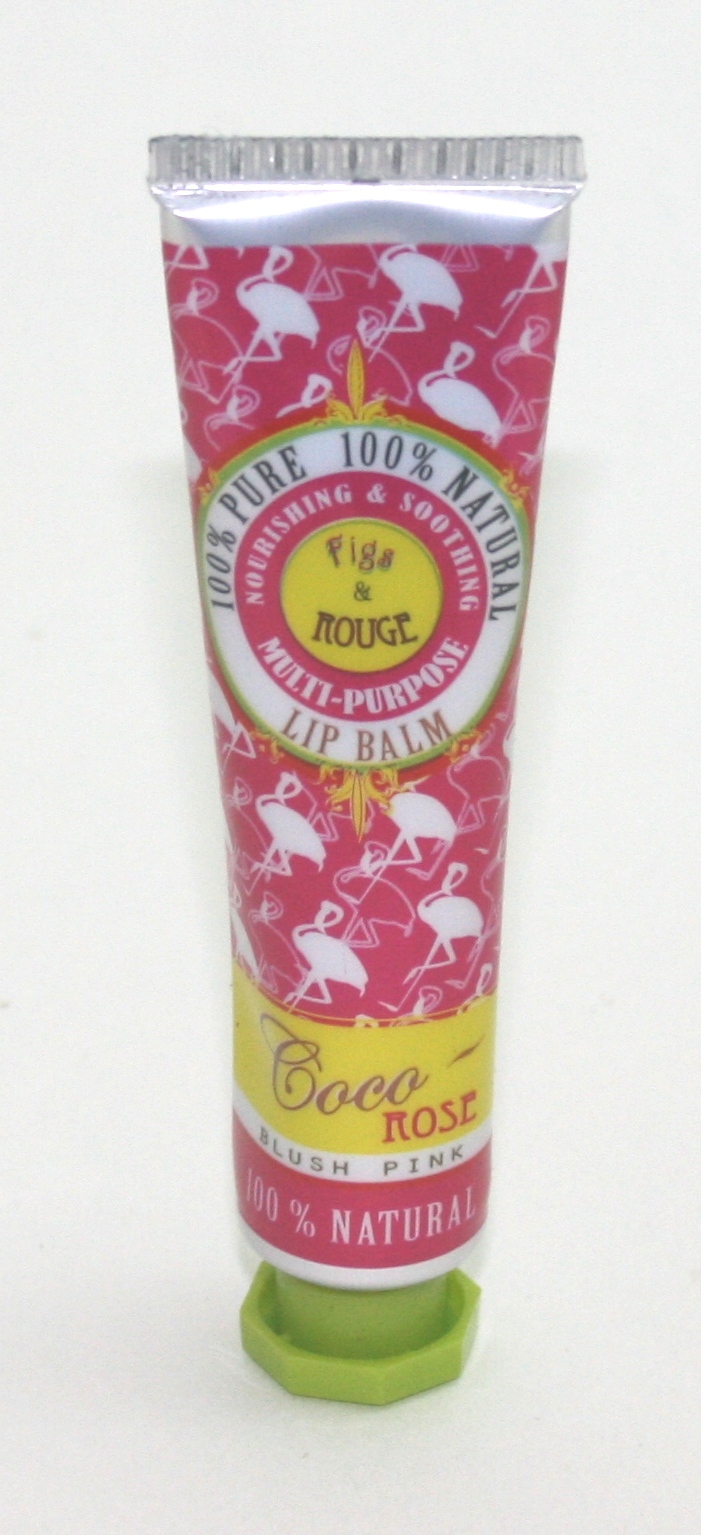 100% PURE 100% NATURAL
NOURISHING & SOOTHING
Figs
&
ROUGE
MULTI-PURPOSE
LIP BALM
Coco -
ROSE
BLUSH PINK
100 % NATURAL